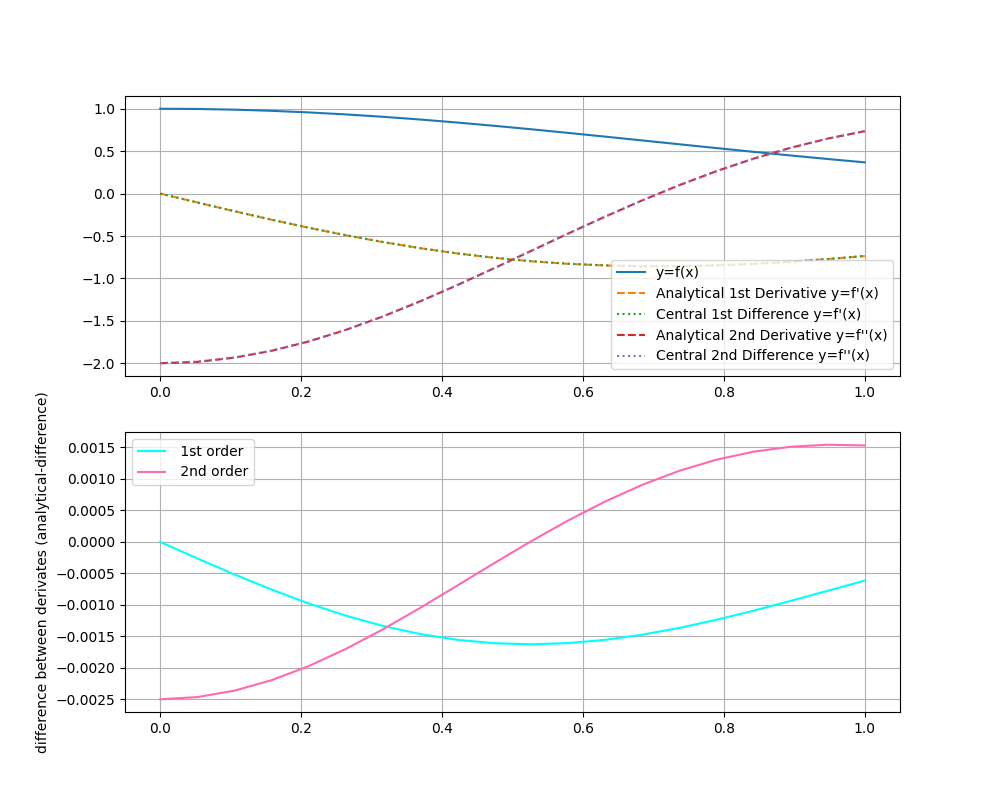 1.0
0.5
0.0
−0.5
−1.0
−1.5
−2.0
y=f(x)
Analytical 1st Derivative y=f'(x)
Central 1st Difference y=f'(x)
Analytical 2nd Derivative y=f''(x)
Central 2nd Difference y=f''(x)
0.0 0.2 0.4 0.6 0.8 1.0
difference between derivates (analytical-difference)
0.0015
0.0010
0.0005
0.0000
−0.0005
−0.0010
−0.0015
−0.0020
−0.0025
1st order
2nd order
0.0 0.2 0.4 0.6 0.8 1.0